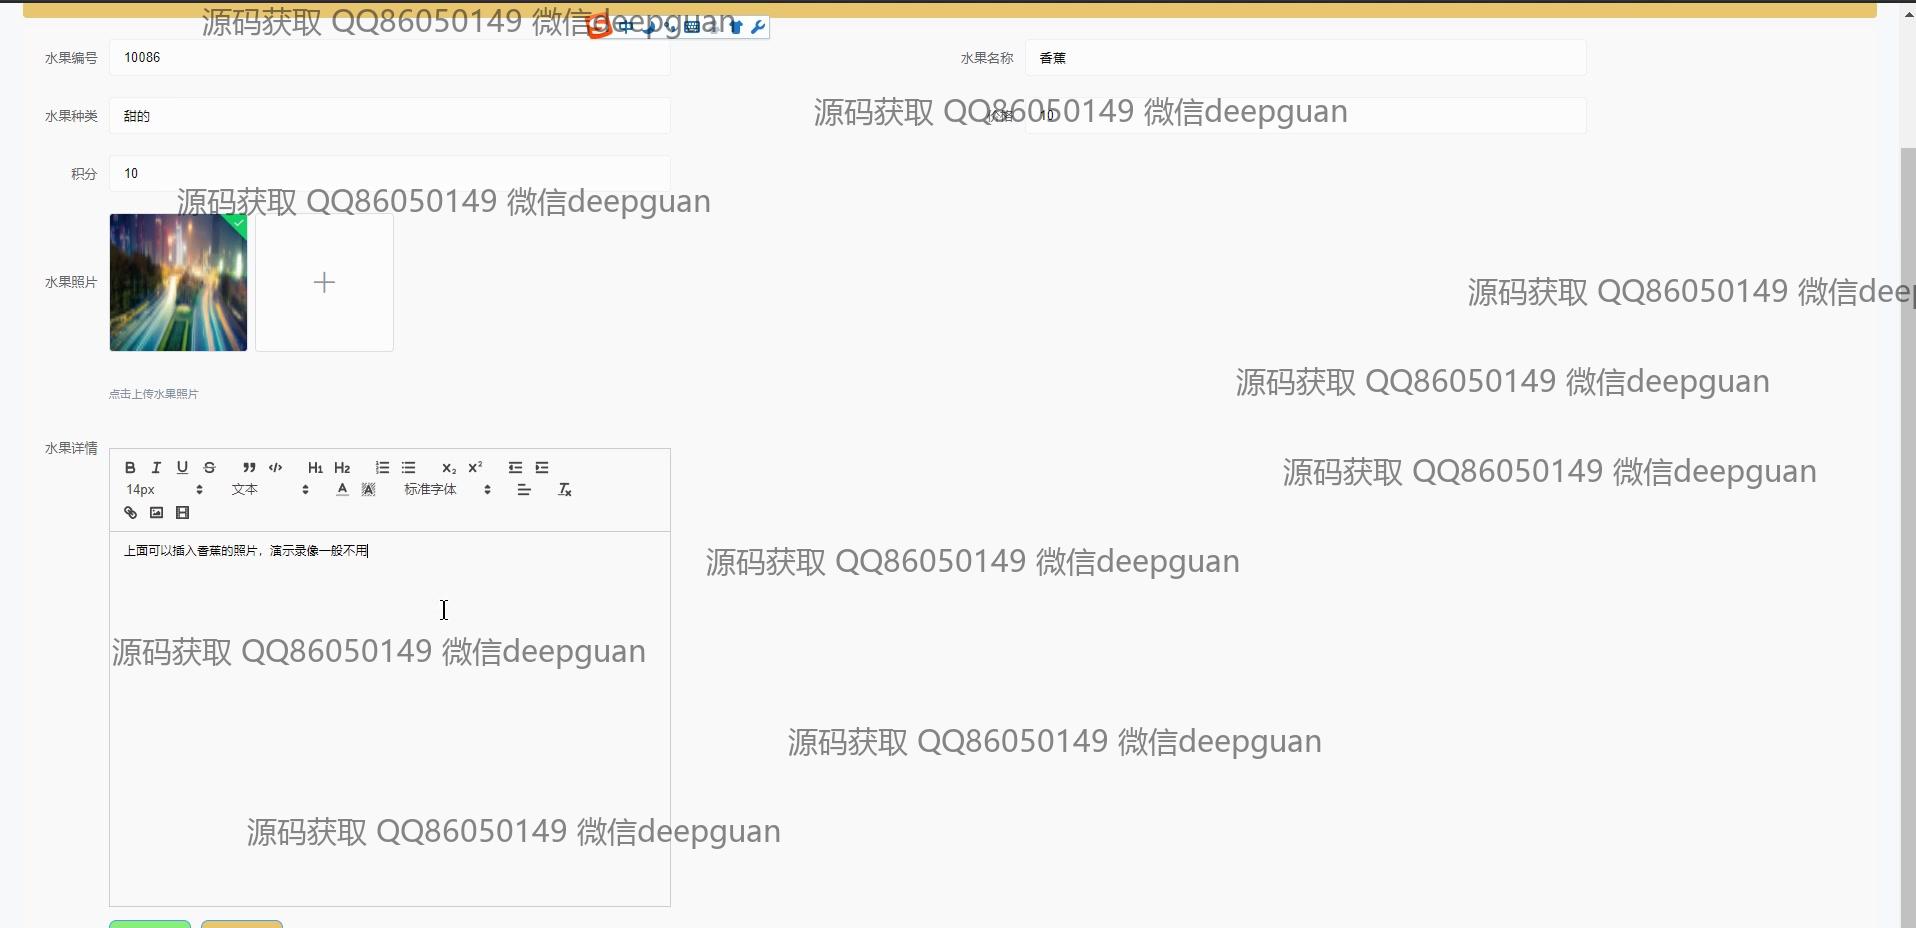 源码获取 QQ86050149 微信deepguan
中
水果编号 10086
水果名称 香蕉
水果种类 甜的
源码获取 QQ86050149 微信deepguan
价格 10
积分 10
源码获取 QQ86050149 微信deepguan
水果照片
源码获取 QQ86050149 微信deep
点击上传水果照片
源码获取 QQ86050149 微信deepguan
水果详情
B I U S H1 H2 X2 X2
源码获取 QQ86050149 微信deepguan
14px 文本 A A 标准字体 Tx
上面可以插入香蕉的照片，演示录像一般不用
源码获取 QQ86050149 微信deepguan
源码获取 QQ86050149 微信deepguan
源码获取 QQ86050149 微信deepguan
源码获取 QQ86050149 微信deepguan